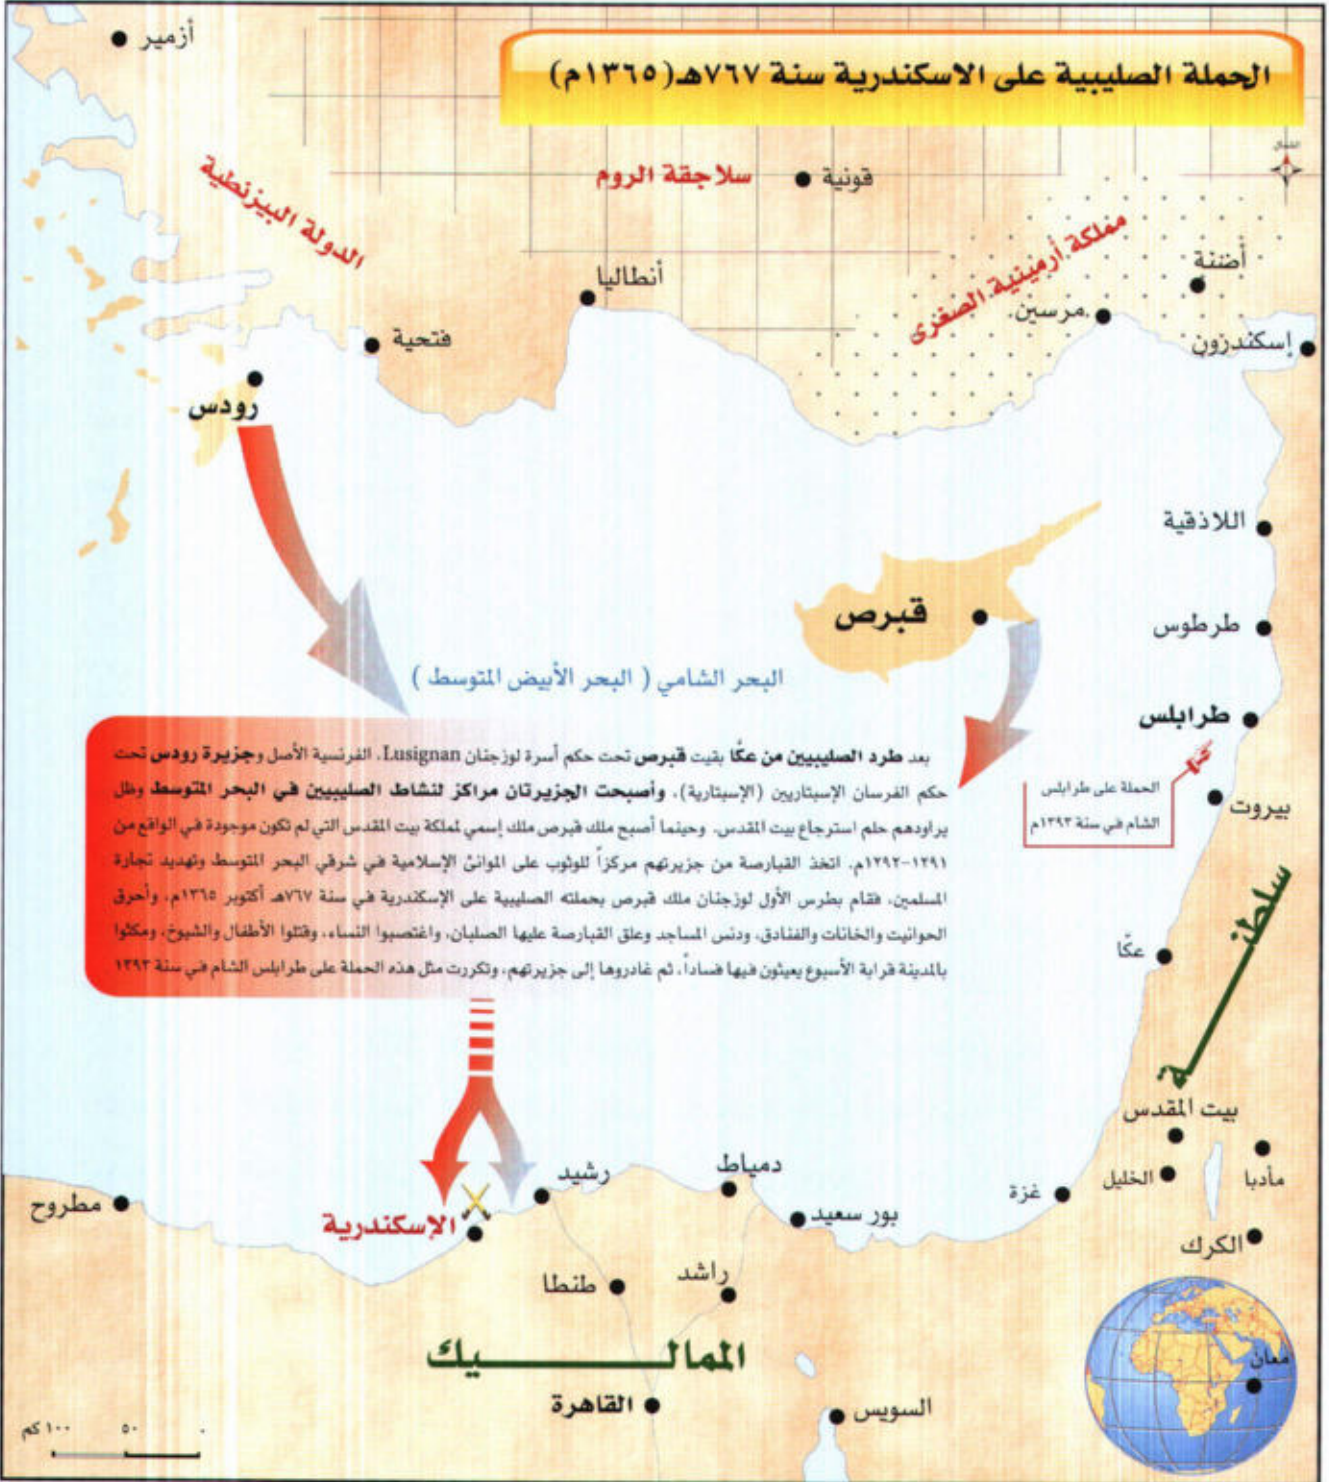 الحملة الصليبية على الاسكندرية سنة ٧٦٧هـ(١٣٦٥م)
أزمير
الشمال
سلاجقة الروم
قونية
الدولة البيزنطية
مملكة أرمينية الصغرى
أضنة
أنطاليا
مرسين
فتحية
إسكندرون
رودس
اللاذقية
قبرص
طرطوس
البحر الشامي ( البحر الأبيض المتوسط )
طرابلس
بعد طرد الصليبيين من عكّا بقيت قبرص تحت حكم أسرة لوزجنان Lusignan، الفرنسية الأصل وجزيرة رودس تحت
حكم الفرسان الإسبتاريين (الإسبتارية)، وأصبحت الجزيرتان مراكز لنشاط الصليبيين في البحر المتوسط وظل
يراودهم حلم استرجاع بيت المقدس، وحينما أصبح ملك قبرص ملك إسمي لمملكة بيت المقدس التي لم تكون موجودة في الواقع من
١٢٩١-١٢٩٢م، اتخذ القبارصة من جزيرتهم مركزاً للوثوب على الموانئ الإسلامية في شرقي البحر المتوسط وتهديد تجارة
المسلمين، فقام بطرس الأول لوزجنان ملك قبرص بحملته الصليبية على الإسكندرية في سنة ٧٦٧هـ أكتوبر ١٣٦٥م، وأحرق
الحوانيت والخانات والفنادق، ودنس المساجد وعلق القبارصة عليها الصلبان، واغتصبوا النساء، وقتلوا الأطفال والشيوخ، ومكثوا
بالمدينة قرابة الأسبوع يعيثون فيها فساداً، ثم غادروها إلى جزيرتهم، وتكررت مثل هذه الحملة على طرابلس الشام في سنة ١٣٩٣
الحملة على طرابلس
الشام في سنة ١٣٩٣م
بيروت
سلطنة
عكّا
بيت المقدس
دمياط
رشيد
الخليل
مأدبا
غزة
مطروح
الإسكندرية
بور سعيد
الكرك
طنطا
راشد
المماليك
معان
القاهرة
السويس
١٠٠ كم
٥٠
٠